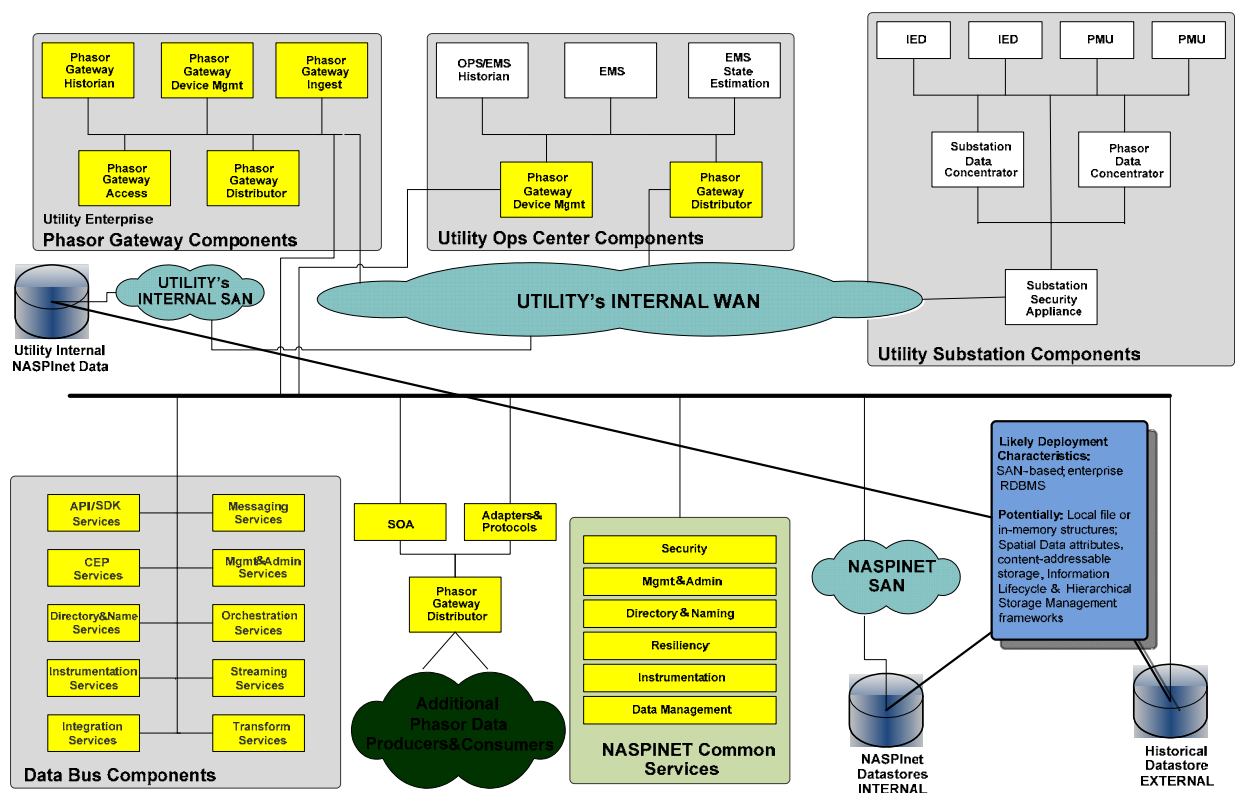 Phasor
Gateway
Historian
Phasor
Gateway
Device Mgmt
Phasor
Gateway
Ingest
Phasor
Gateway
Access
Phasor
Gateway
Distributor
Utility Enterprise
Phasor Gateway Components
OPS/EMS
Historian
EMS
EMS
State
Estimation
Phasor
Gateway
Device Mgmt
Phasor
Gateway
Distributor
Utility Ops Center Components
IED
IED
PMU
PMU
Substation
Data
Concentrator
Phasor
Data
Concentrator
Substation
Security
Appliance
Utility Substation Components
UTILITY's
INTERNAL SAN
UTILITY's INTERNAL WAN
Utility Internal
NASPInet Data
API/SDK
Services
Messaging
Services
CEP
Services
Mgmt&Admin
Services
Directory&Name
Services
Orchestration
Services
Instrumentation
Services
Streaming
Services
Integration
Services
Transform
Services
Data Bus Components
SOA
Adapters&
Protocols
Phasor
Gateway
Distributor
Additional
Phasor Data
Producers&Consumers
Security
Mgmt&Admin
Directory & Naming
Resiliency
Instrumentation
Data Management
NASPINET Common
Services
NASPINET
SAN
Likely Deployment
Characteristics:
SAN-based; enterprise
RDBMS
Potentially: Local file or
in-memory structures;
Spatial Data attributes,
content-addressable
storage, Information
Lifecycle & Hierarchical
Storage Management
frameworks
NASPInet
Datastores
INTERNAL
Historical
Datastore
EXTERNAL